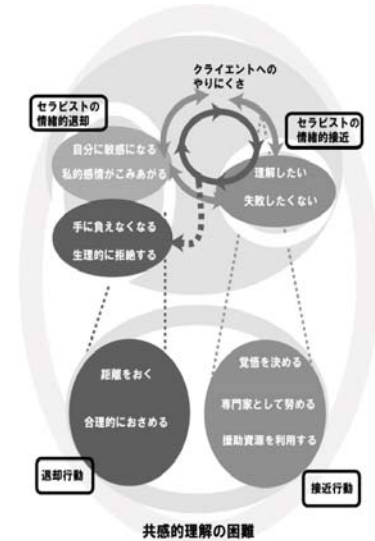 クライエントへの
やりにくさ
セラピストの
情緒的退却
セラピストの
情緒的接近
自分に敏感になる
私的感情がこみあがる
理解したい
失敗したくない
手に負えなくなる
生理的に拒絶する
距離をおく
合理的におさめる
覚悟を決める
専門家として努める
援助資源を利用する
退却行動
接近行動
共感的理解の困難